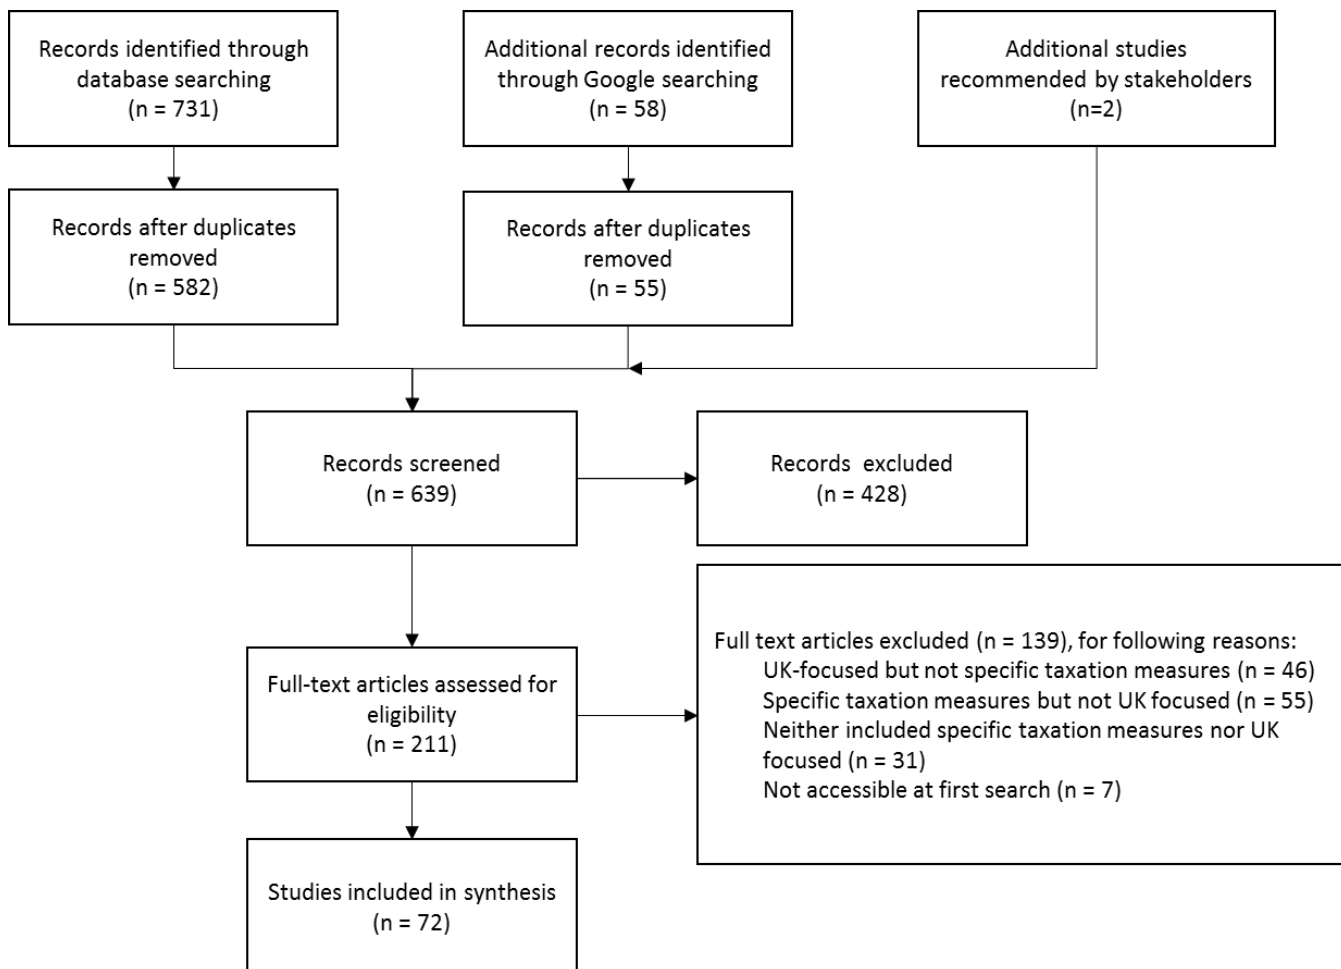 Records identified through
database searching
(n = 731)
Additional records identified
through Google searching
(n = 58)
Additional studies
recommended by stakeholders
(n=2)
Records after duplicates
removed
(n = 582)
Records after duplicates
removed
(n = 55)
Records screened
(n = 639)
Records  excluded
(n = 428)
Full-text articles assessed for
eligibility
(n = 211)
Full text articles excluded (n = 139), for following reasons:
UK-focused but not specific taxation measures (n = 46)
Specific taxation measures but not UK focused (n = 55)
Neither included specific taxation measures nor UK
focused (n = 31)
Not accessible at first search (n = 7)
Studies included in synthesis
(n = 72)